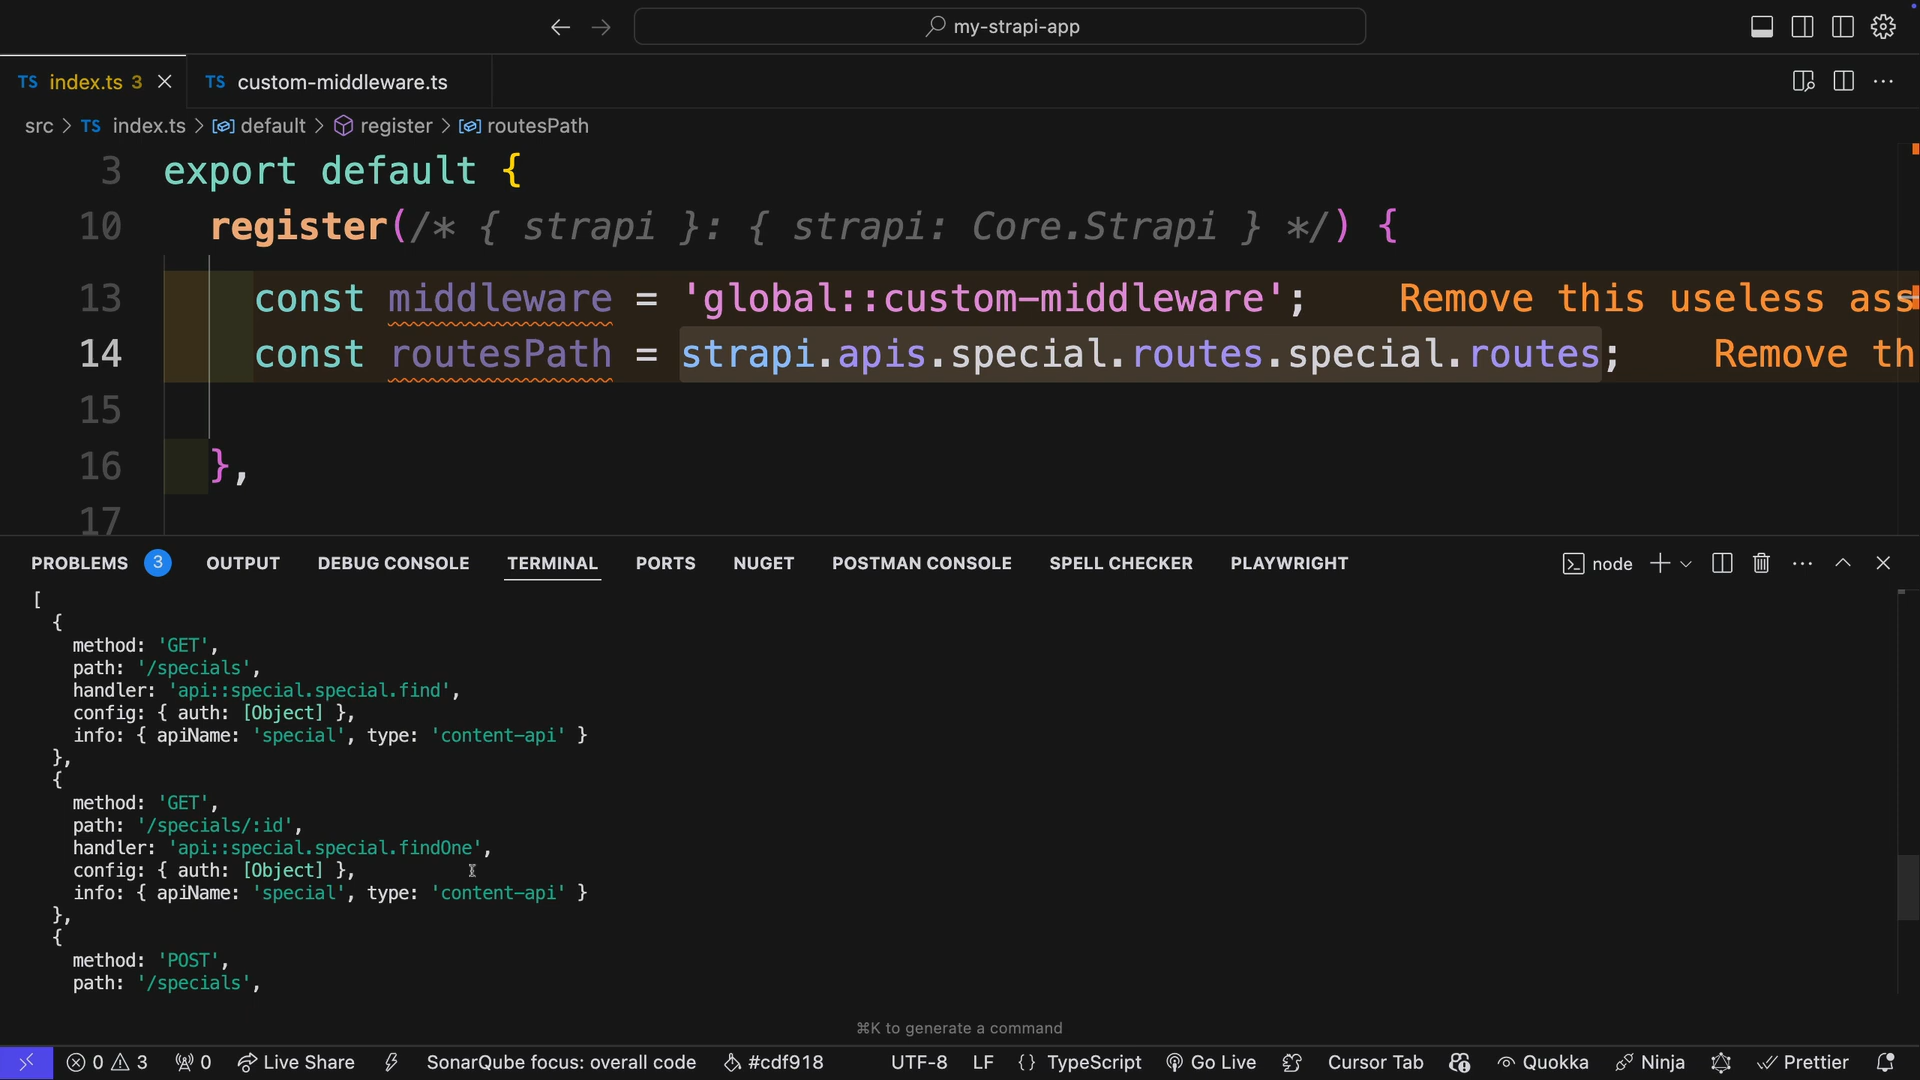 my-strapi-app
TS index.ts 3
TS custom-middleware.ts
src > TS index.ts > default > register > routesPath
3 export default {
10 register(/* { strapi }: { strapi: Core.Strapi } */) {
13 const middleware = 'global::custom-middleware'; Remove this useless ass
14 const routesPath = strapi.apis.special.routes.special.routes; Remove th
15
16 },
17
PROBLEMS 3 OUTPUT DEBUG CONSOLE TERMINAL PORTS NUGET POSTMAN CONSOLE SPELL CHECKER PLAYWRIGHT node
[
{
method: 'GET',
path: '/specials',
handler: 'api::special.special.find',
config: { auth: [Object] },
info: { apiName: 'special', type: 'content-api' }
},
{
method: 'GET',
path: '/specials/:id',
handler: 'api::special.special.findOne',
config: { auth: [Object] },
info: { apiName: 'special', type: 'content-api' }
},
{
method: 'POST',
path: '/specials',
⌘K to generate a command
0 3 0 Live Share SonarQube focus: overall code #cdf918 UTF-8 LF {} TypeScript Go Live Cursor Tab Quokka Ninja Prettier